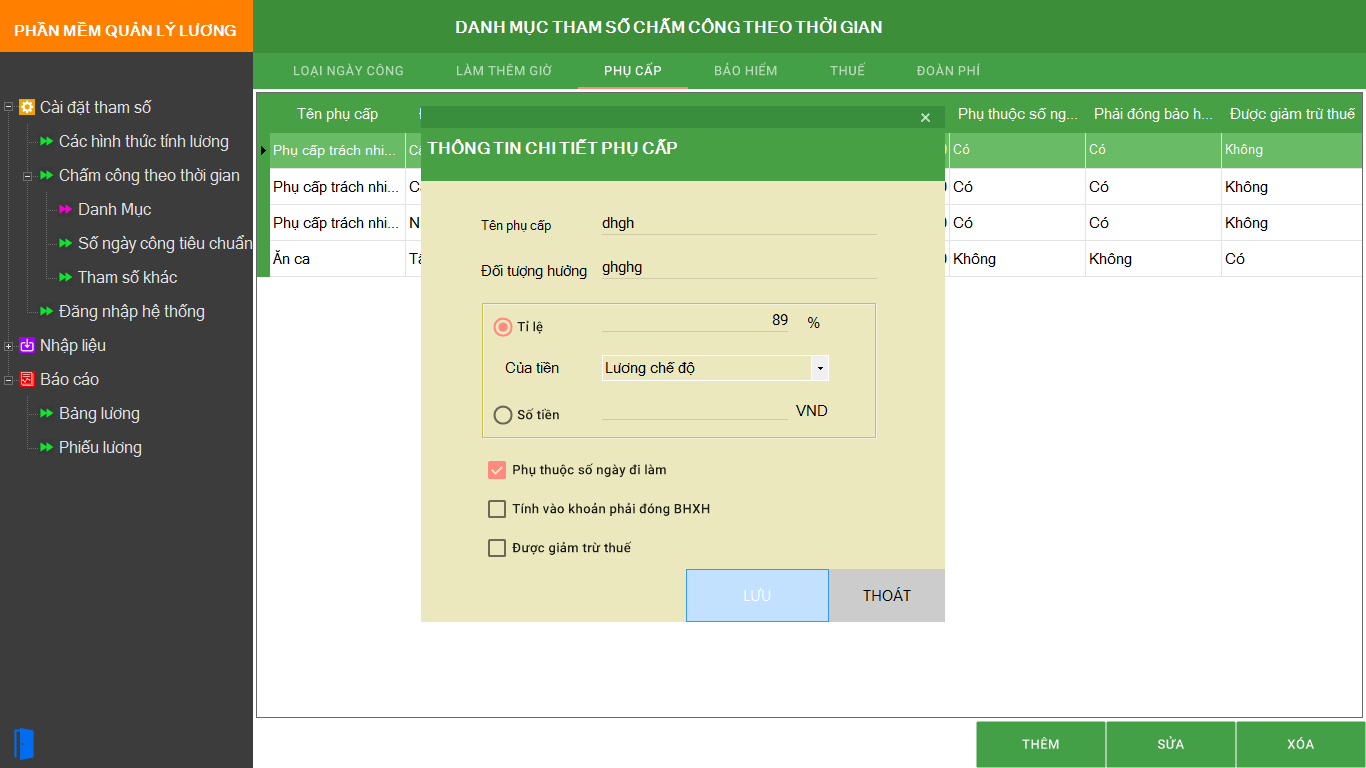 PHẦN MỀM QUẢN LÝ LƯƠNG
DANH MỤC THAM SỐ CHẤM CÔNG THEO THỜI GIAN
LOẠI NGÀY CÔNG
LÀM THÊM GIỜ
PHỤ CẤP
BẢO HIỂM
THUẾ
ĐOÀN PHÍ
Cài đặt tham số
Các hình thức tính lương
Chấm công theo thời gian
Danh Mục
Số ngày công tiêu chuẩn
Tham số khác
Đăng nhập hệ thống
Nhập liệu
Báo cáo
Bảng lương
Phiếu lương
Tên phụ cấp
Phụ thuộc số ng...
Phải đóng bảo h...
Được giảm trừ thuế
Phụ cấp trách nhi...
Có
Có
Không
Phụ cấp trách nhi...
Có
Có
Không
Phụ cấp trách nhi...
Có
Có
Không
Ăn ca
Không
Không
Có
THÔNG TIN CHI TIẾT PHỤ CẤP
Tên phụ cấp
dhgh
Đối tượng hưởng
ghghg
Tỉ lệ
89 %
Của tiền
Lương chế độ
Số tiền
VND
Phụ thuộc số ngày đi làm
Tính vào khoản phải đóng BHXH
Được giảm trừ thuế
LƯU
THOÁT
THÊM
SỬA
XÓA